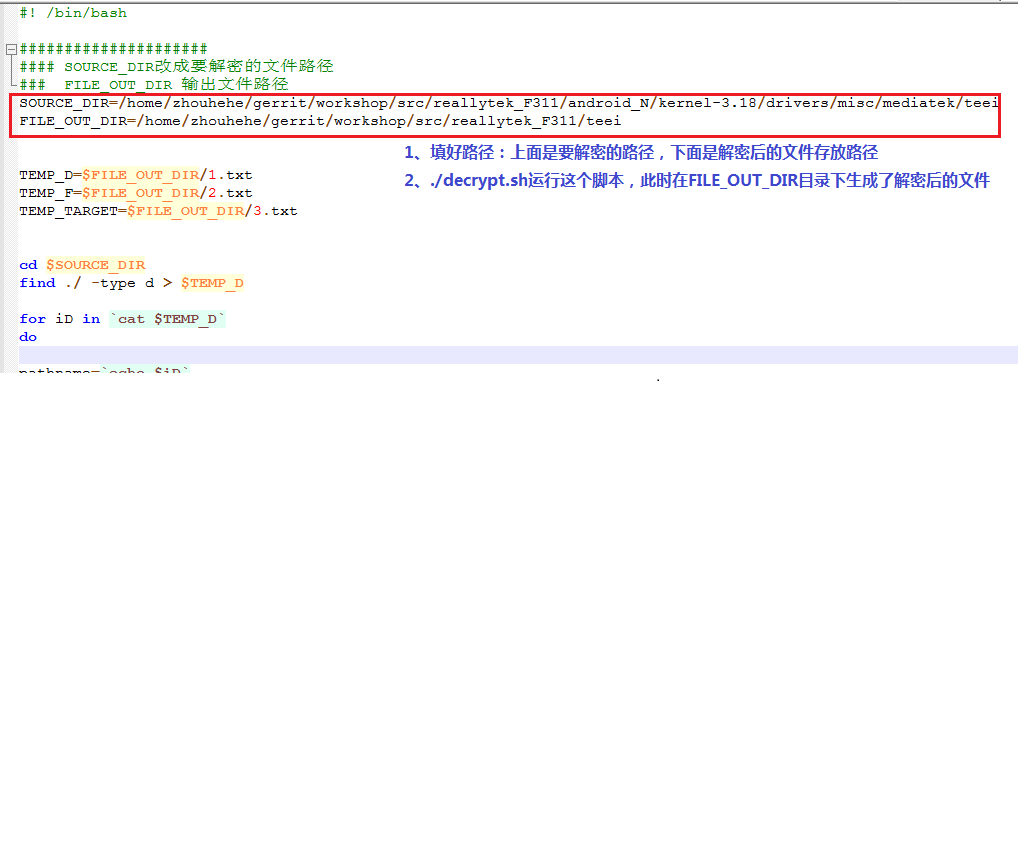 #! /bin/bash
#####################
#### SOURCE_DIR改成要解密的文件路径
###  FILE_OUT_DIR 输出文件路径
SOURCE_DIR=/home/zhouhehe/gerrit/workshop/src/reallytek_F311/android_N/kernel-3.18/drivers/misc/mediatek/teei
FILE_OUT_DIR=/home/zhouhehe/gerrit/workshop/src/reallytek_F311/teei
1、填好路径：上面是要解密的路径，下面是解密后的文件存放路径
2、./decrypt.sh运行这个脚本，此时在FILE_OUT_DIR目录下生成了解密后的文件
TEMP_D=$FILE_OUT_DIR/1.txt
TEMP_F=$FILE_OUT_DIR/2.txt
TEMP_TARGET=$FILE_OUT_DIR/3.txt
cd $SOURCE_DIR
find ./ -type d > $TEMP_D
for iD in `cat $TEMP_D`
do
pathname=`echo $iD`